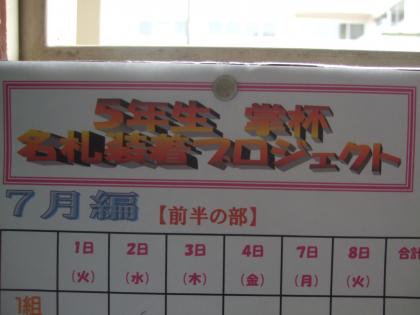 5年生 掌杯
名札装着プロジェクト
7月編 【前半の部】
1日 2日 3日 4日 7日 8日 合計
(火) (水) (木) (金) (月) (火)
1組